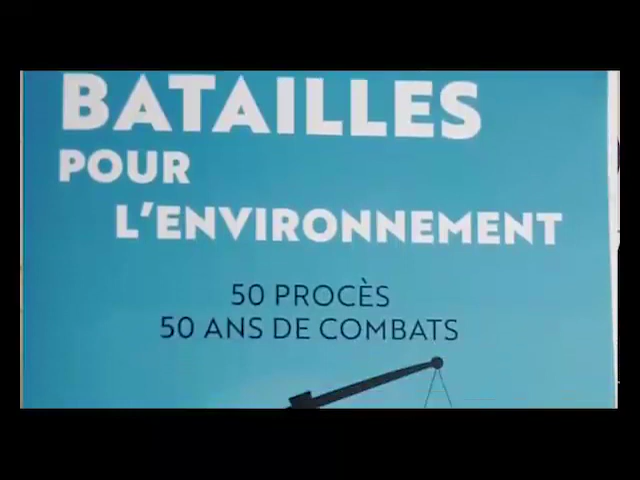 BATAILLES
POUR
L'ENVIRONNEMENT
50 PROCÈS
50 ANS DE COMBATS